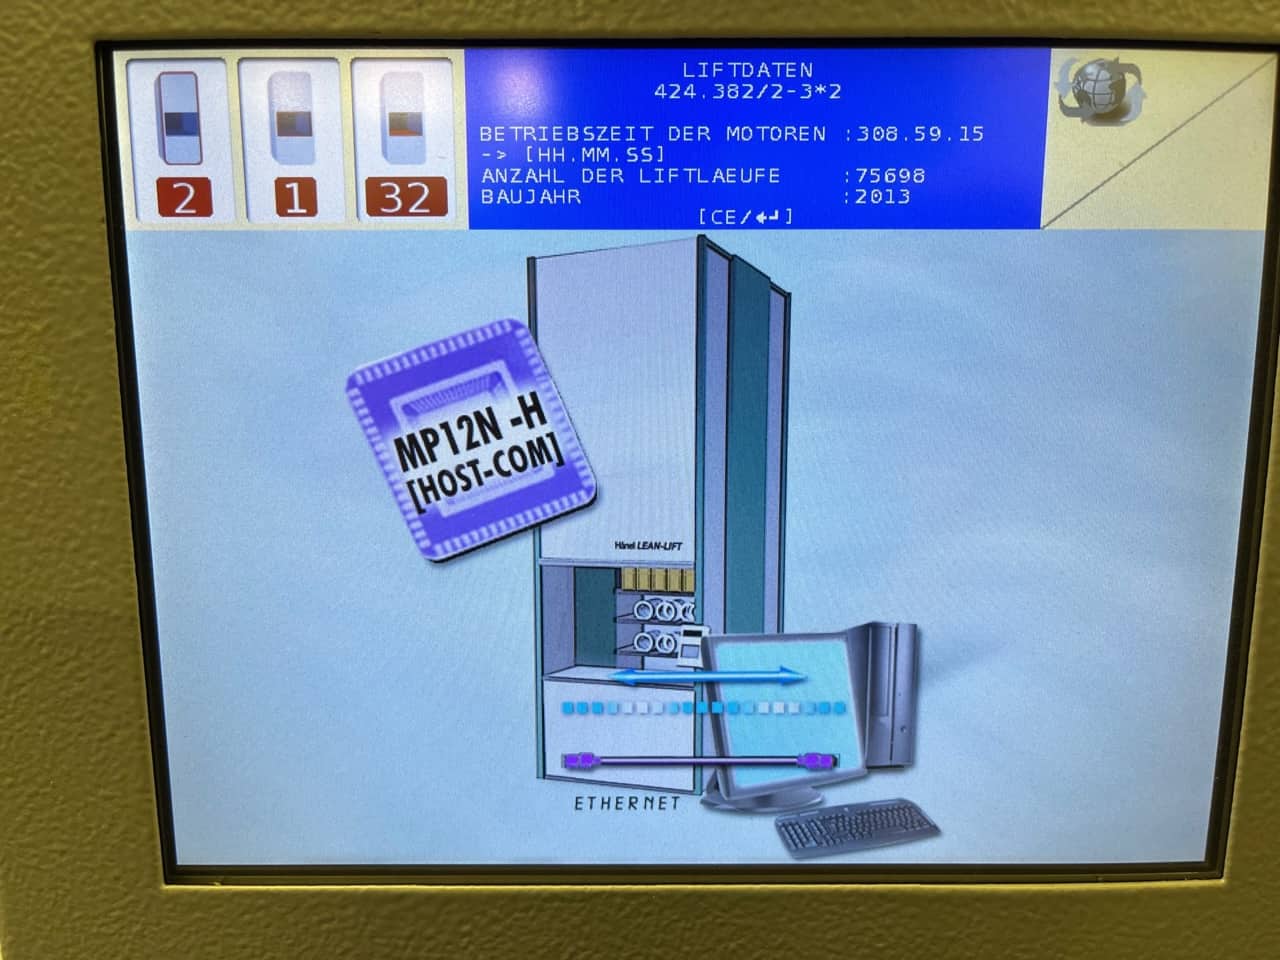 LIFTDATEN
424.382/2-3*2
BETRIEBSZEIT DER MOTOREN :308.59.15
-> [HH.MM.SS]
ANZAHL DER LIFTLAEUFE :75698
BAUJAHR :2013
[CE/↵]
2 1 32
MP12N -H
[HOST-COM]
Hänel LEAN-LIFT
ETHERNET